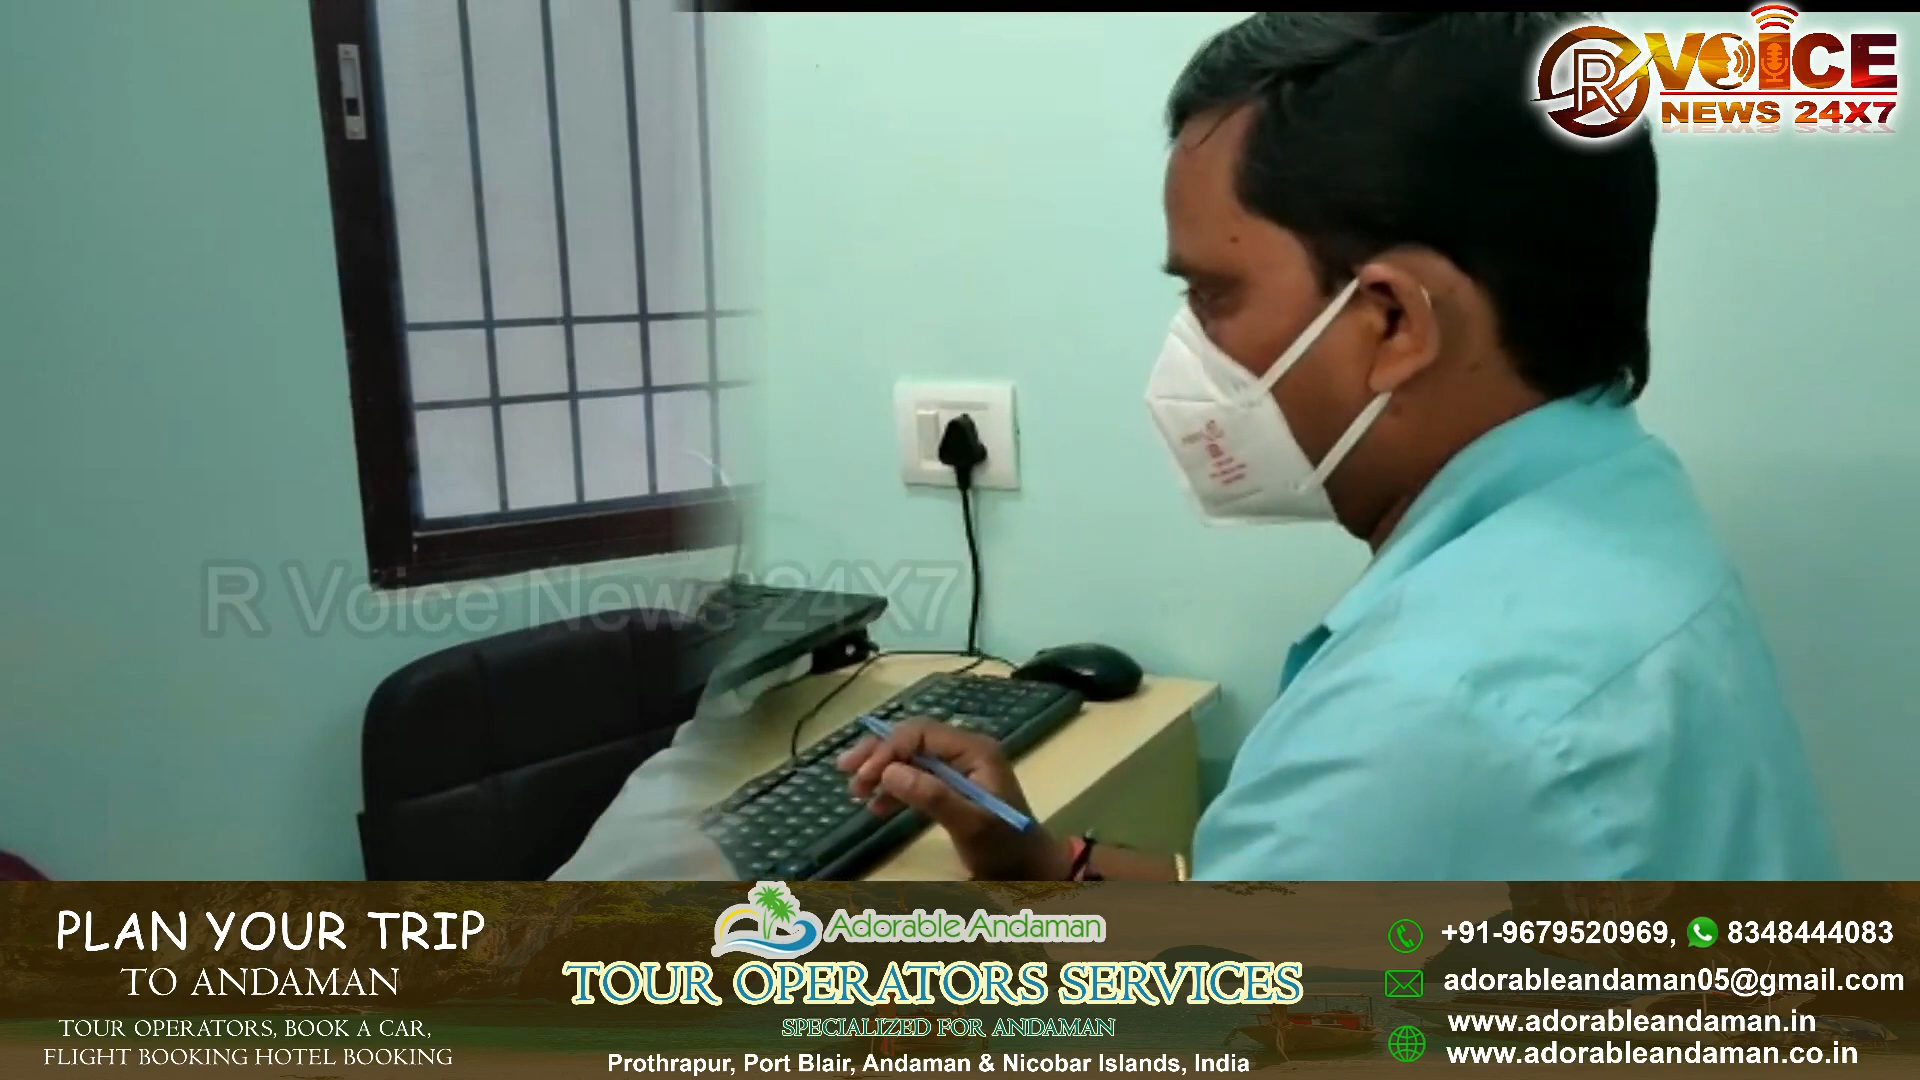 R VOICE
NEWS 24X7
R Voice News 24X7
PLAN YOUR TRIP
TO ANDAMAN
TOUR OPERATORS, BOOK A CAR,
FLIGHT BOOKING HOTEL BOOKING
Adorable Andaman
TOUR OPERATORS SERVICES
SPECIALIZED FOR ANDAMAN
Prothrapur, Port Blair, Andaman & Nicobar Islands, India
+91-9679520969, 8348444083
adorableandaman05@gmail.com
www.adorableandaman.in
www.adorableandaman.co.in